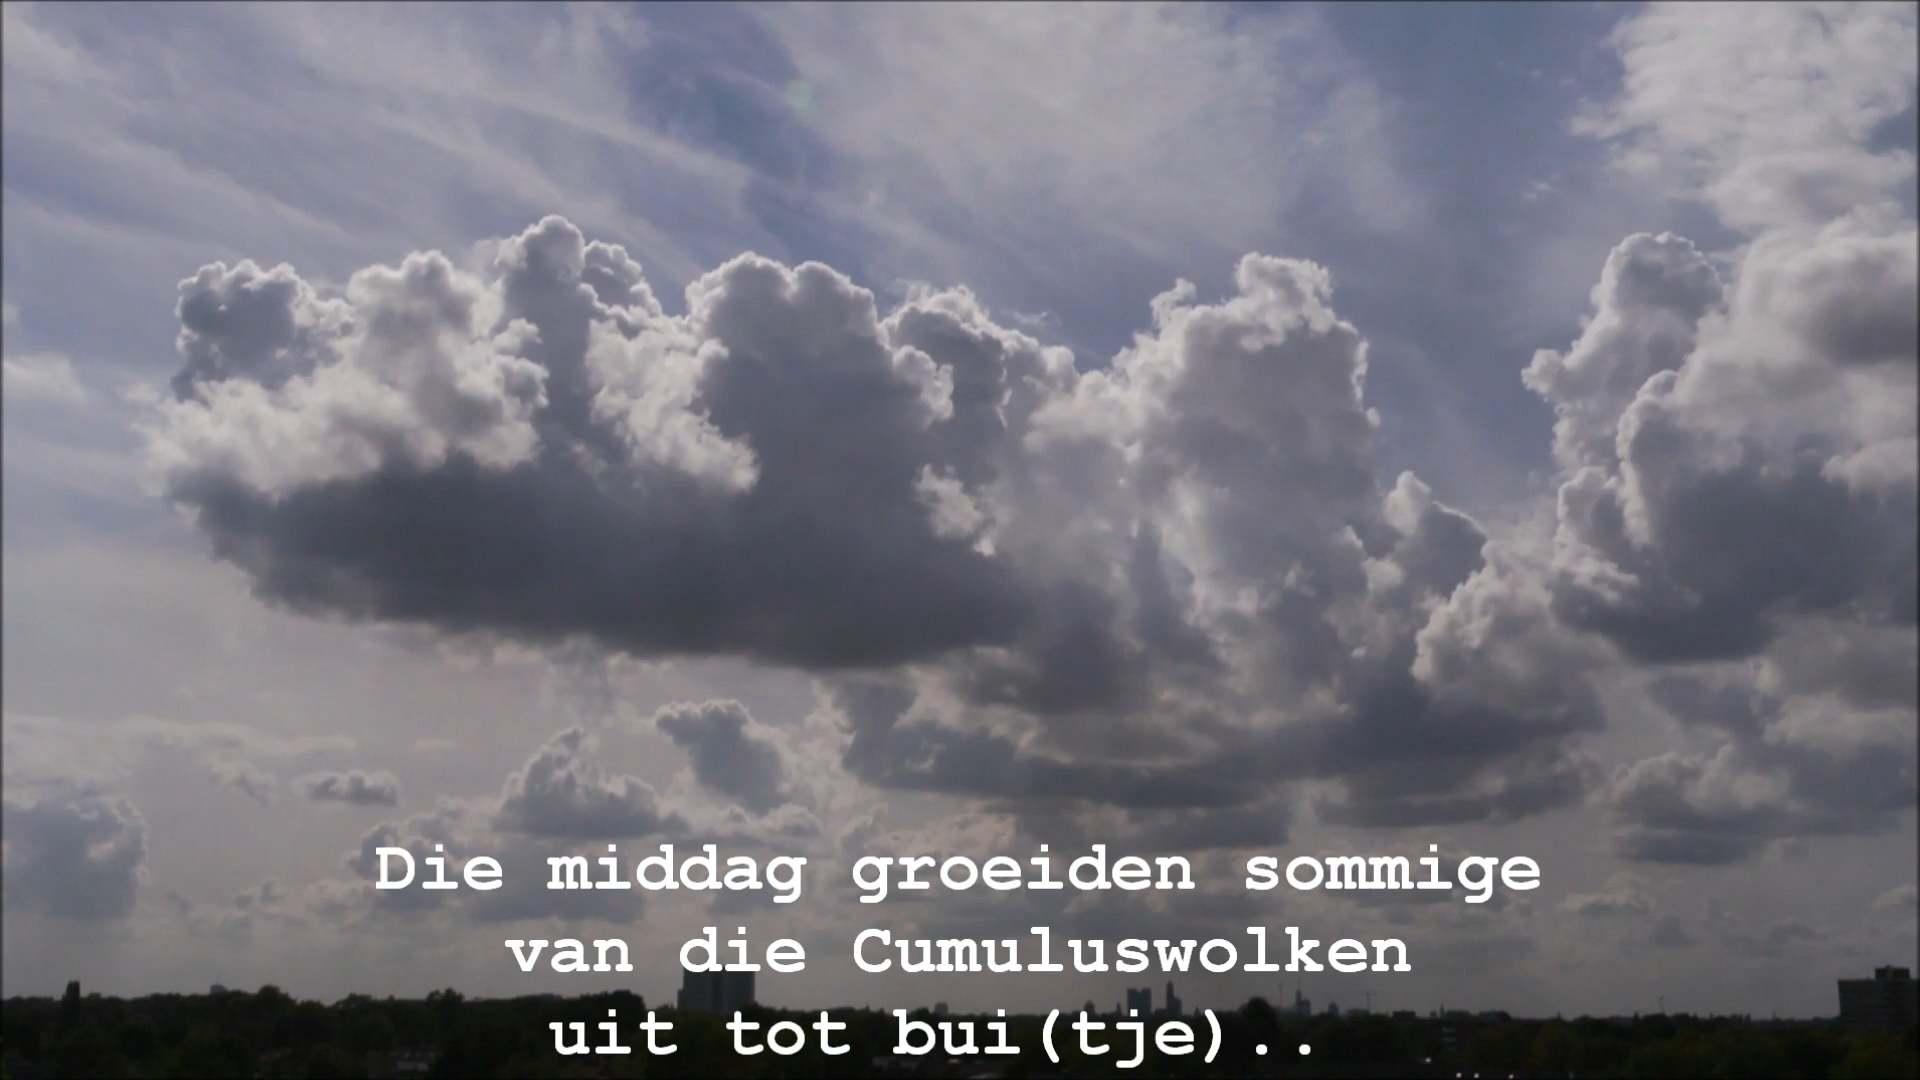 Die middag groeiden sommige
van die Cumuluswolken
uit tot bui(tje)..